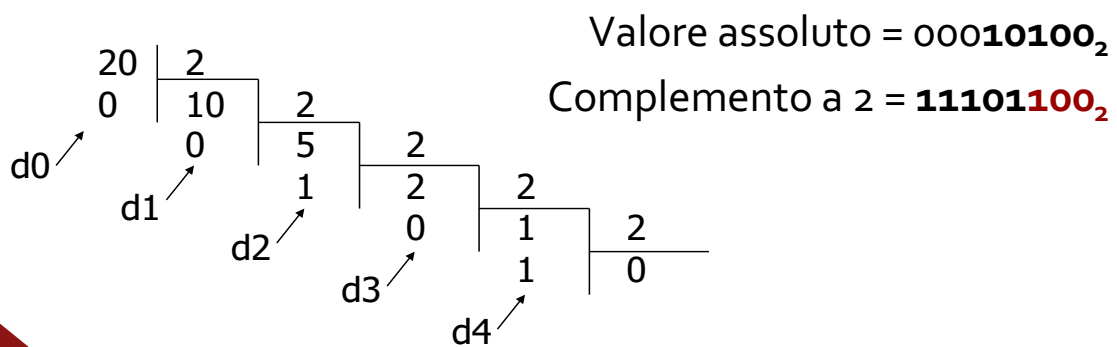 Valore assoluto = 00010100₂
Complemento a 2 = 11101100₂
20 2
0 10 2
0 5 2
d0 1 2 2
d1 0 1 2
d2 1 0
d3
d4